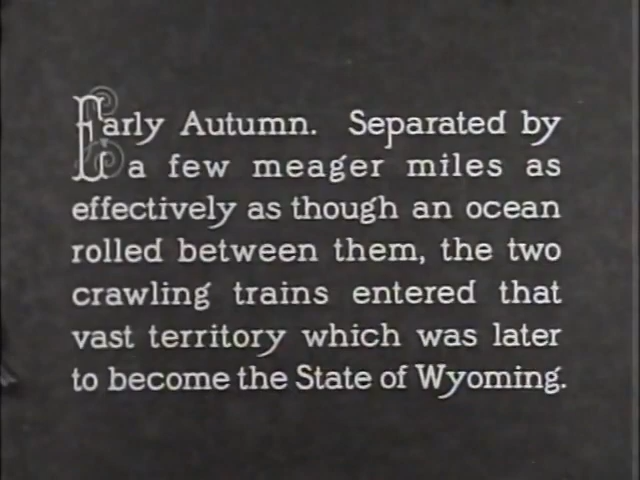 Early Autumn. Separated by
a few meager miles as
effectively as though an ocean
rolled between them, the two
crawling trains entered that
vast territory which was later
to become the State of Wyoming.